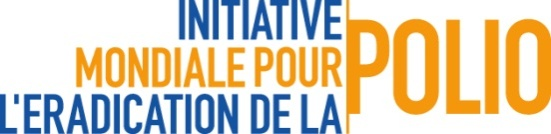 INITIATIVE
MONDIALE POUR
L'ERADICATION DE LA
POLIO